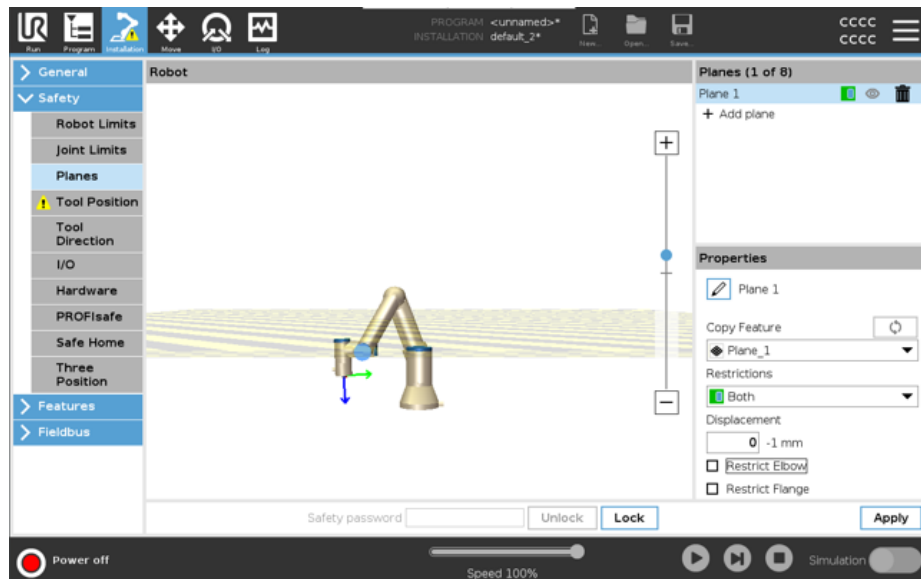 UR
PROGRAM <unnamed>*
INSTALLATION default_2*
CCCC
CCCC
Run
Program
Installation
Move
I/O
Log
New...
Open...
Save...
General
Safety
Robot Limits
Joint Limits
Planes
Tool Position
Tool
Direction
I/O
Hardware
PROFIsafe
Safe Home
Three
Position
Features
Fieldbus
Robot
Planes (1 of 8)
Plane 1
+ Add plane
Properties
Plane 1
Copy Feature
Plane_1
Restrictions
Both
Displacement
0 -1 mm
Restrict Elbow
Restrict Flange
Safety password
Unlock
Lock
Apply
Power off
Speed 100%
Simulation